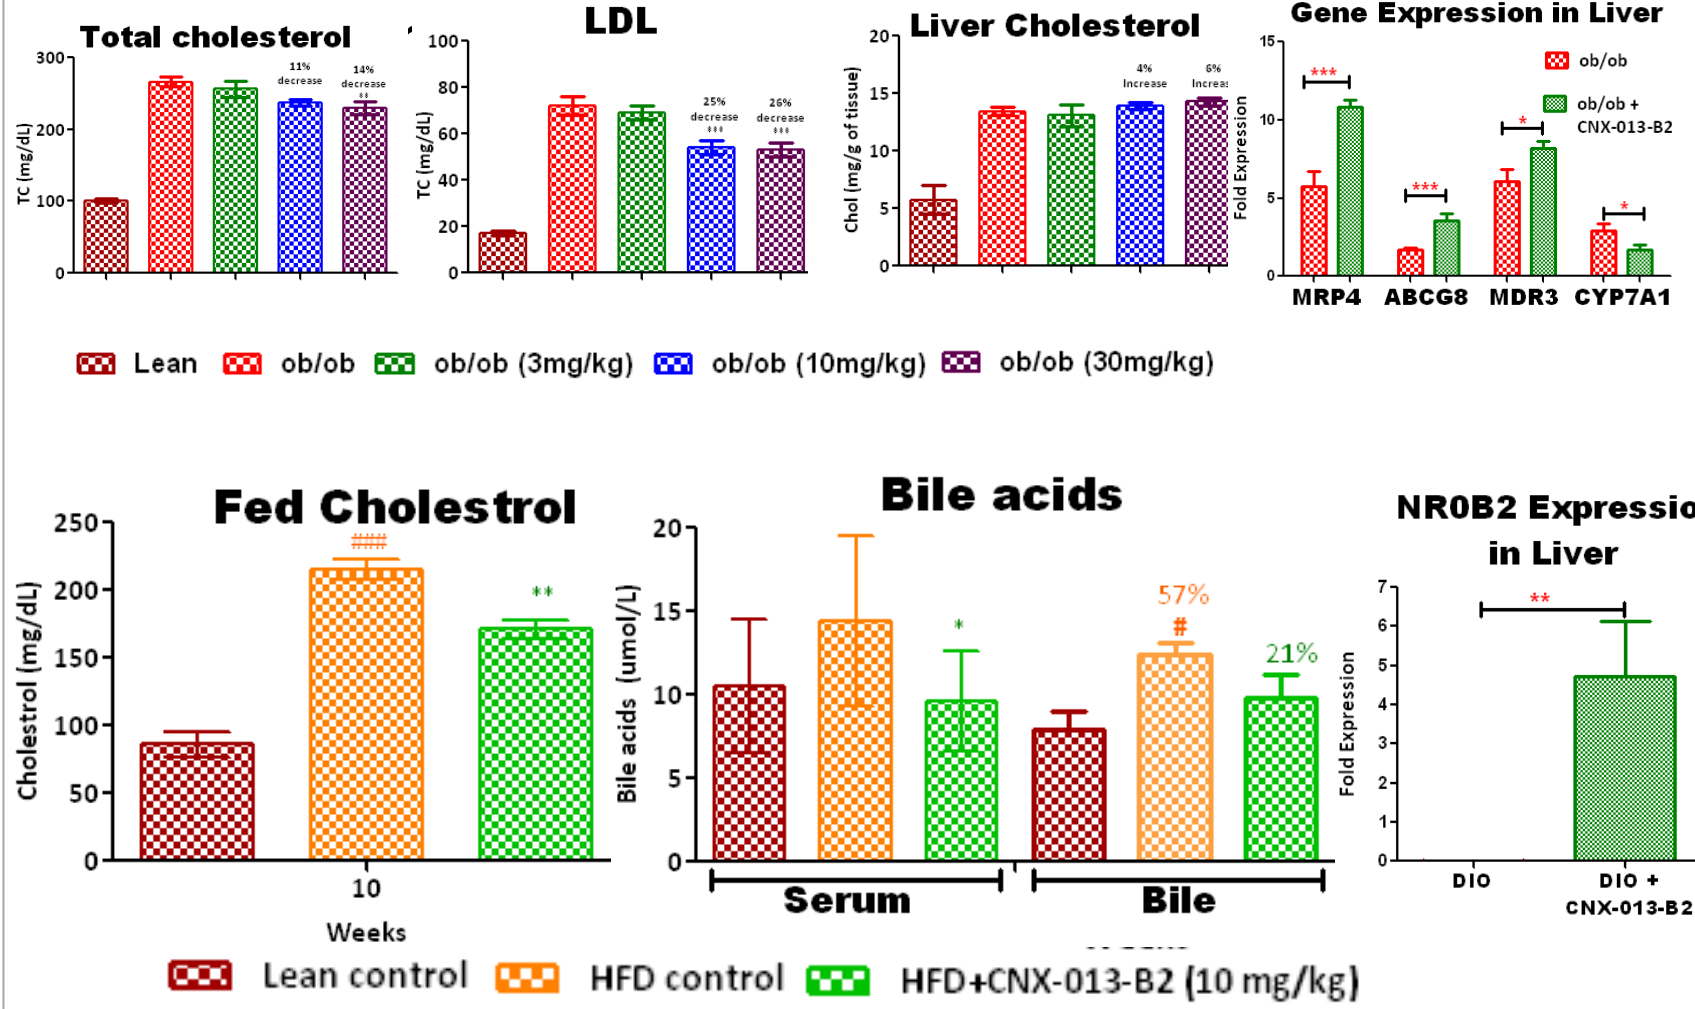 Total cholesterol
300
200
100
0
TC (mg/dL)
11%
decrease
14%
decrease
**
LDL
100
80
60
40
20
0
TC (mg/dL)
25%
decrease
***
26%
decrease
***
Liver Cholesterol
20
15
10
5
0
Chol (mg/g of tissue)
4%
Increase
6%
Increas
Gene Expression in Liver
15
10
5
0
Fold Expression
***
***
*
*
ob/ob
ob/ob +
CNX-013-B2
MRP4 ABCG8 MDR3 CYP7A1
Lean ob/ob ob/ob (3mg/kg) ob/ob (10mg/kg) ob/ob (30mg/kg)
Fed Cholestrol
250
200
150
100
50
0
Cholestrol (mg/dL)
###
**
10
Weeks
Bile acids
20
15
10
5
0
Bile acids (umol/L)
*
57%
#
21%
Serum Bile
NR0B2 Expressio
in Liver
7
6
5
4
3
2
1
0
Fold Expression
**
DIO
DIO +
CNX-013-B2
Lean control HFD control HFD+CNX-013-B2 (10 mg/kg)